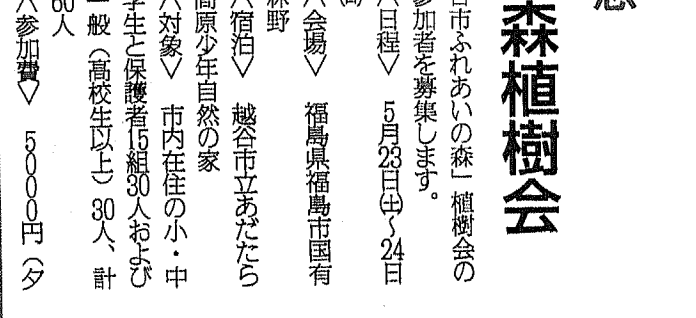 森植樹会
谷市ふれあいの森」植樹会の
参加者を募集します。
〈日程〉 5月23日㈯～24日
㈰
〈会場〉 福島県福島市国有
林野
〈宿泊〉 越谷市立あだたら
高原少年自然の家
〈対象〉 市内在住の小・中
学生と保護者15組30人および
一般（高校生以上）30人、計
60人
〈参加費〉 5000円（夕